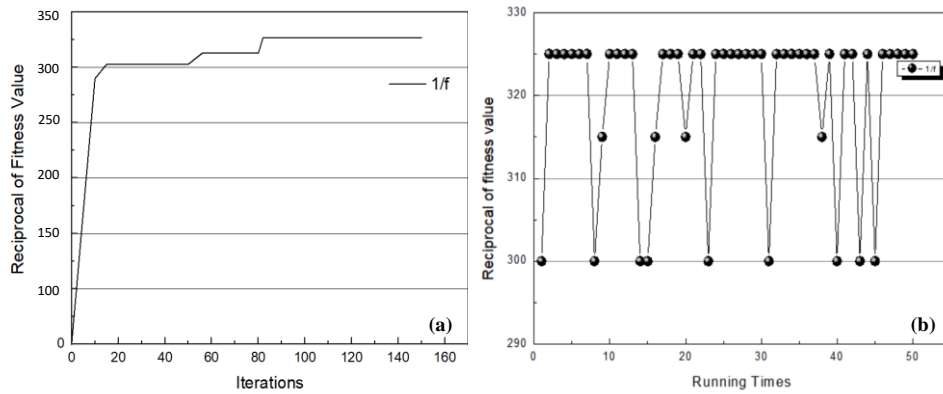 350
300
250
200
150
100
0
Reciprocal of Fitness Value
1/f
(a)
0 20 40 60 80 100 120 140 160
Iterations
330
320
310
300
290
Reciprocal of fitness value
1/f
(b)
0 10 20 30 40 50
Running Times